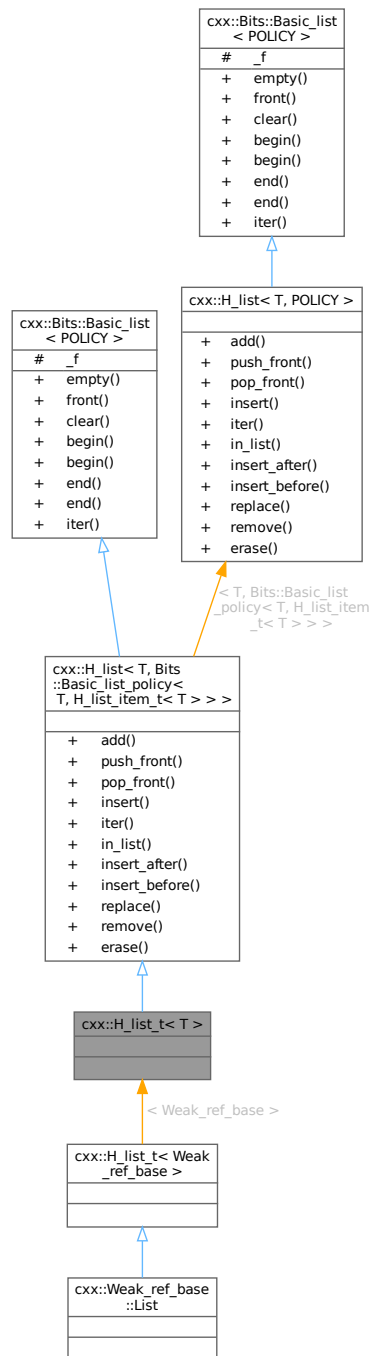 cxx::Bits::Basic_list
< POLICY >
# _f
+ empty()
+ front()
+ clear()
+ begin()
+ begin()
+ end()
+ end()
+ iter()
cxx::H_list< T, POLICY >
+ add()
+ push_front()
+ pop_front()
+ insert()
+ iter()
+ in_list()
+ insert_after()
+ insert_before()
+ replace()
+ remove()
+ erase()
cxx::Bits::Basic_list
< POLICY >
# _f
+ empty()
+ front()
+ clear()
+ begin()
+ begin()
+ end()
+ end()
+ iter()
< T, Bits::Basic_list
_policy< T, H_list_item
_t< T > > >
cxx::H_list< T, Bits
::Basic_list_policy<
T, H_list_item_t< T > > >
+ add()
+ push_front()
+ pop_front()
+ insert()
+ iter()
+ in_list()
+ insert_after()
+ insert_before()
+ replace()
+ remove()
+ erase()
cxx::H_list_t< T >
< Weak_ref_base >
cxx::H_list_t< Weak
_ref_base >
cxx::Weak_ref_base
::List